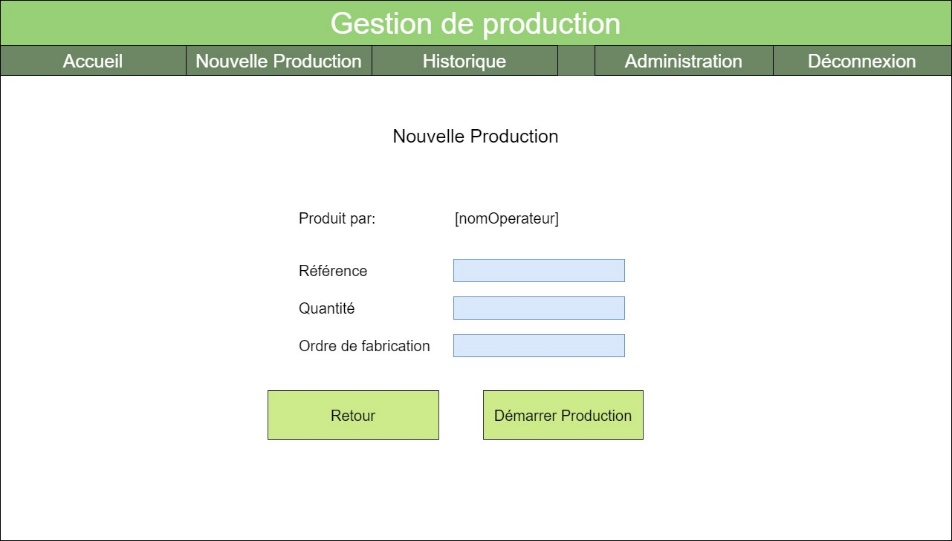 Gestion de production
Accueil Nouvelle Production Historique Administration Déconnexion
Nouvelle Production
Produit par: [nomOperateur]
Référence
Quantité
Ordre de fabrication
Retour Démarrer Production